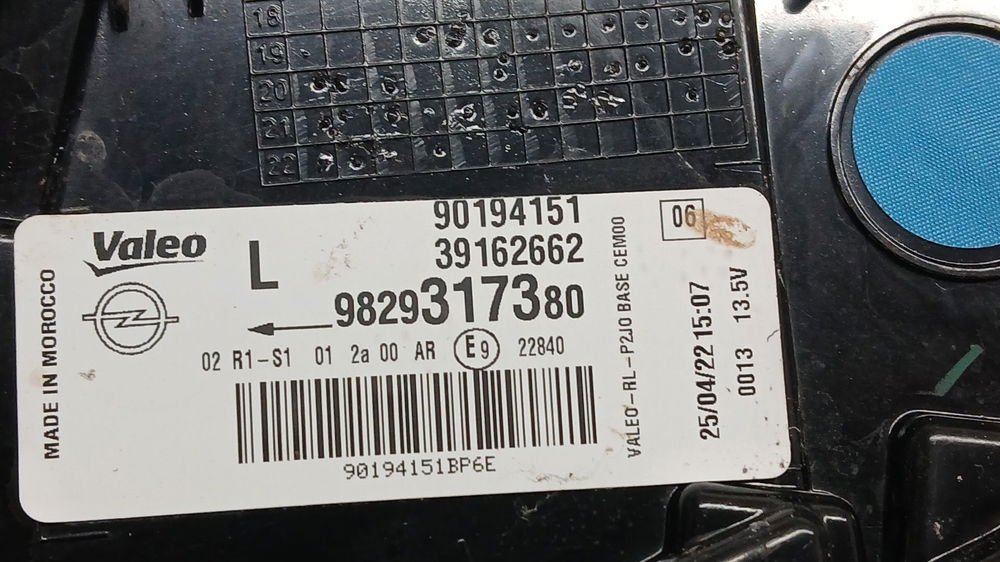 18
19
20
21
22
Valeo
L
90194151
39162662
9829317380
02 R1-S1 01 2a 00 AR E9 22840
90194151BP6E
MADE IN MOROCCO
VALEO-RL-P2JO BASE CEM00
06
25/04/22 15:07
0013 13.5V